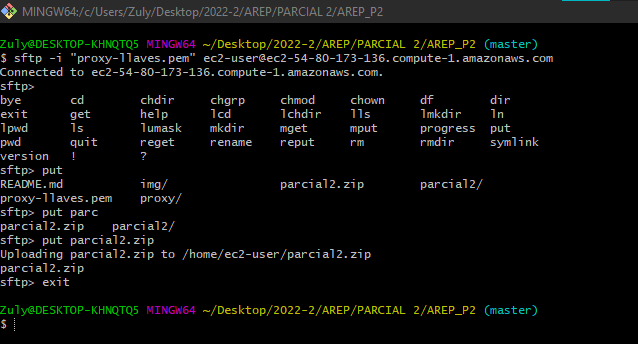 MINGW64:/c/Users/Zuly/Desktop/2022-2/AREP/PARCIAL 2/AREP_P2
Zuly@DESKTOP-KHNQTQ5 MINGW64 ~/Desktop/2022-2/AREP/PARCIAL 2/AREP_P2 (master)
$ sftp -i "proxy-llaves.pem" ec2-user@ec2-54-80-173-136.compute-1.amazonaws.com
Connected to ec2-54-80-173-136.compute-1.amazonaws.com.
sftp>
bye cd chdir chgrp chmod chown df dir
exit get help lcd lchdir lls lmkdir ln
lpwd ls lumask mkdir mget mput progress put
pwd quit reget rename reput rm rmdir symlink
version ! ?
sftp> put
README.md img/ parcial2.zip parcial2/
proxy-llaves.pem proxy/
sftp> put parc
parcial2.zip parcial2/
sftp> put parcial2.zip
Uploading parcial2.zip to /home/ec2-user/parcial2.zip
parcial2.zip
sftp> exit
Zuly@DESKTOP-KHNQTQ5 MINGW64 ~/Desktop/2022-2/AREP/PARCIAL 2/AREP_P2 (master)
$